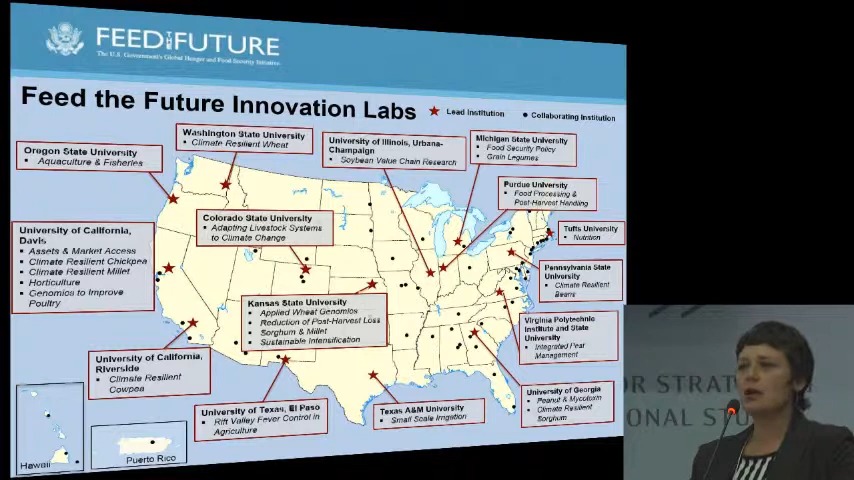 FEED THE FUTURE
The U.S. Government's Global Hunger and Food Security Initiative
Feed the Future Innovation Labs
Lead Institution
Collaborating Institution
Washington State University
Climate Resilient Wheat
Oregon State University
Aquaculture & Fisheries
University of Illinois, Urbana-
Champaign
Soybean Value Chain Research
Michigan State University
Food Security Policy
Grain Legumes
Purdue University
Food Processing &
Post-Harvest Handling
Tufts University
Nutrition
Colorado State University
Adapting Livestock Systems
to Climate Change
University of California,
Davis
Assets & Market Access
Climate Resilient Chickpea
Climate Resilient Millet
Horticulture
Genomics to Improve
Poultry
Pennsylvania State
University
Climate Resilient
Beans
Kansas State University
Applied Wheat Genomics
Reduction of Post-Harvest Loss
Sorghum & Millet
Sustainable Intensification
Virginia Polytechnic
Institute and State
University
Integrated Pest
Management
University of California,
Riverside
Climate Resilient
Cowpea
University of Texas, El Paso
Rift Valley Fever Control in
Agriculture
Texas A&M University
Small Scale Irrigation
University of Georgia
Peanut & Mycotoxin
Climate Resilient
Sorghum
Hawaii
Puerto Rico
OR STRAT
IONAL STU